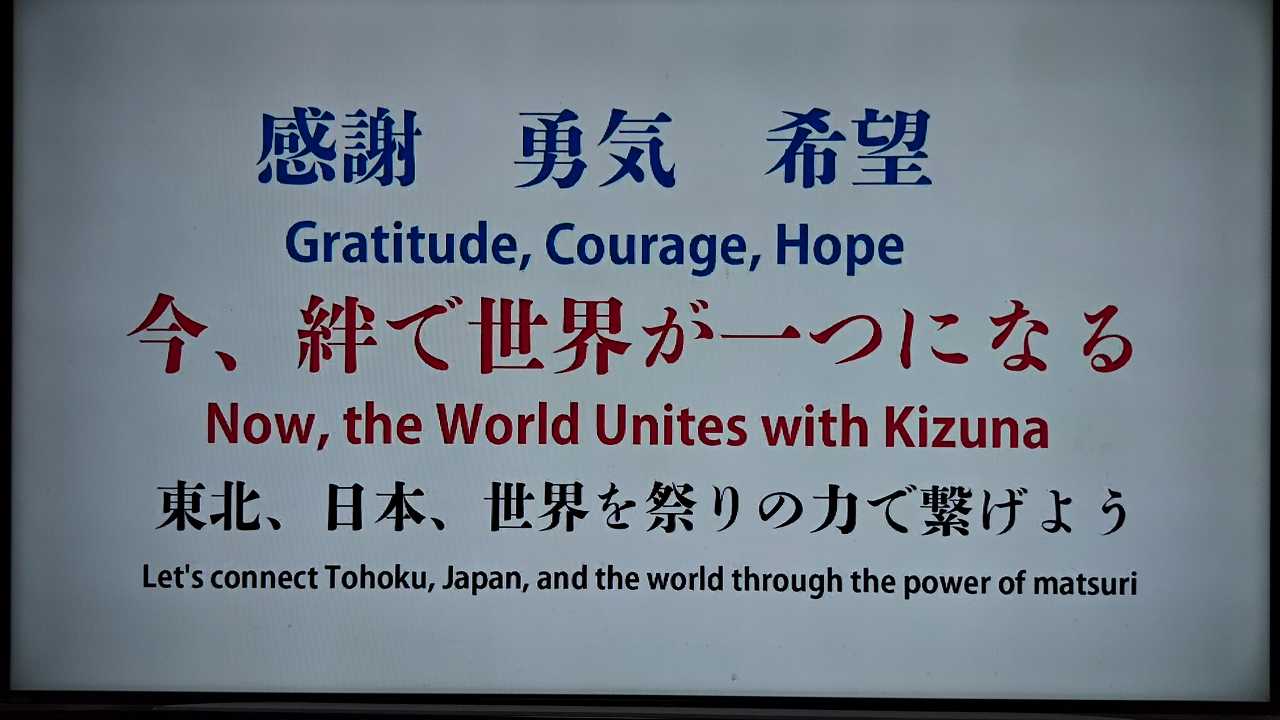 感謝　勇気　希望
Gratitude, Courage, Hope
今、絆で世界が一つになる
Now, the World Unites with Kizuna
東北、日本、世界を祭りの力で繋げよう
Let's connect Tohoku, Japan, and the world through the power of matsuri